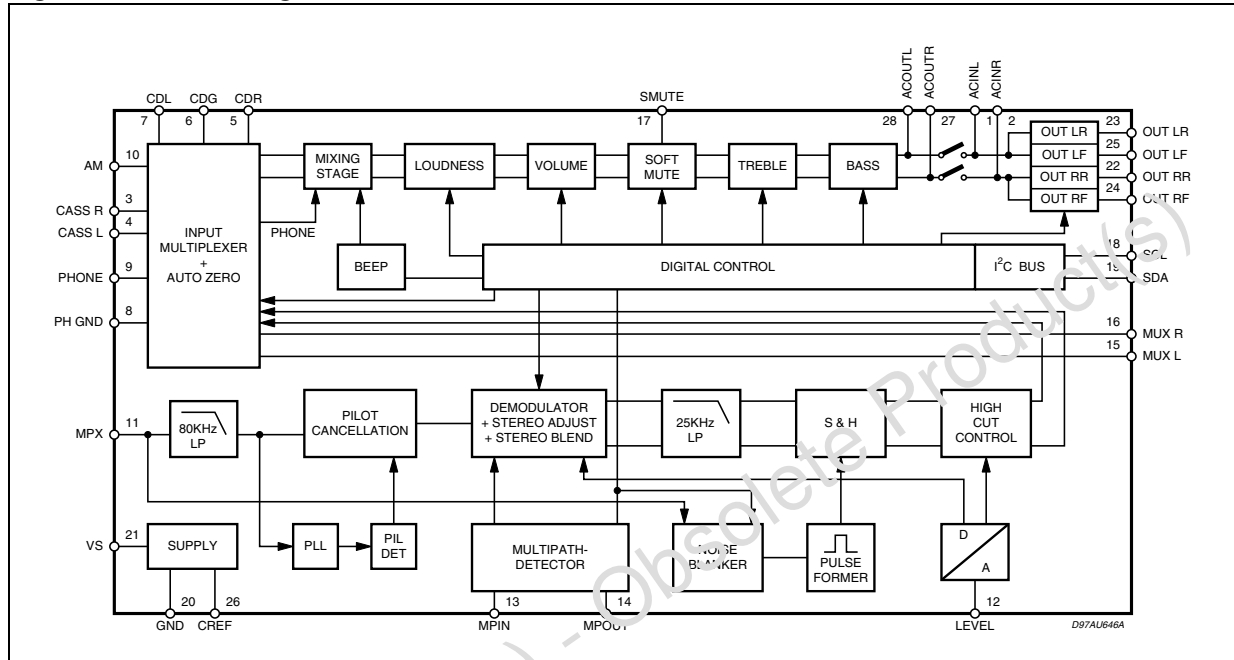 CDL CDG CDR
7 6 5
SMUTE
17
ACOUTL
ACOUTR
ACINL
ACINR
28 27 1 2
AM
10
CASS R
3
CASS L
4
PHONE
9
PH GND
8
INPUT
MULTIPLEXER
+
AUTO ZERO
PHONE
MIXING
STAGE
LOUDNESS
VOLUME
SOFT
MUTE
TREBLE
BASS
OUT LR
OUT LF
OUT RR
OUT RF
23
OUT LR
25
OUT LF
22
OUT RR
24
OUT RF
BEEP
DIGITAL CONTROL
I²C BUS
18
SCL
19
SDA
16
MUX R
15
MUX L
MPX
11
80KHz
LP
PILOT
CANCELLATION
DEMODULATOR
+ STEREO ADJUST
+ STEREO BLEND
25KHz
LP
S & H
HIGH
CUT
CONTROL
VS
21
SUPPLY
PLL
PIL
DET
MULTIPATH-
DETECTOR
NOISE
BLANKER
PULSE
FORMER
D
A
20 26
GND CREF
13 14
MPIN MPOUT
12
LEVEL
D97AU646A
) - Obsolete Product(s)